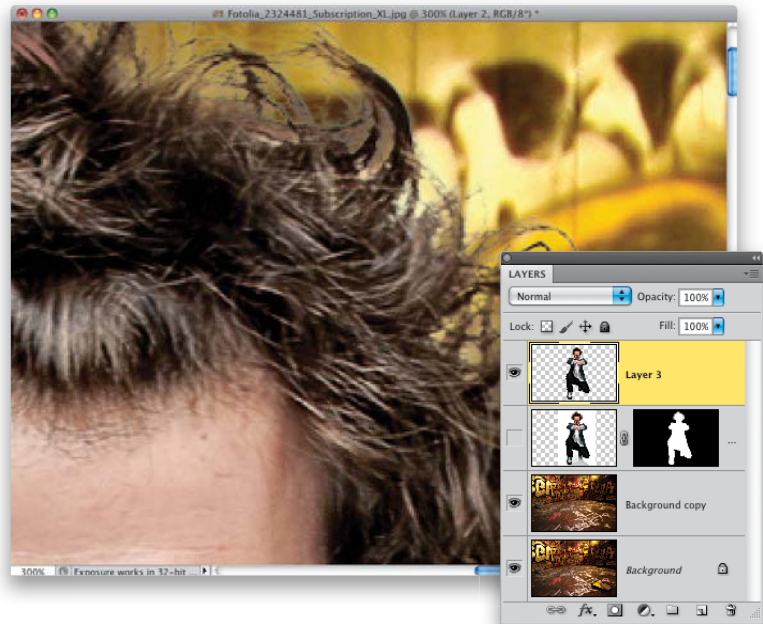 Fotolia_2324481_Subscription_XL.jpg @ 300% (Layer 2, RGB/8*) *
LAYERS
Normal
Opacity: 100%
Lock:
Fill: 100%
Layer 3
...
Background copy
Background
300% Exposure works in 32-bit ...
fx.